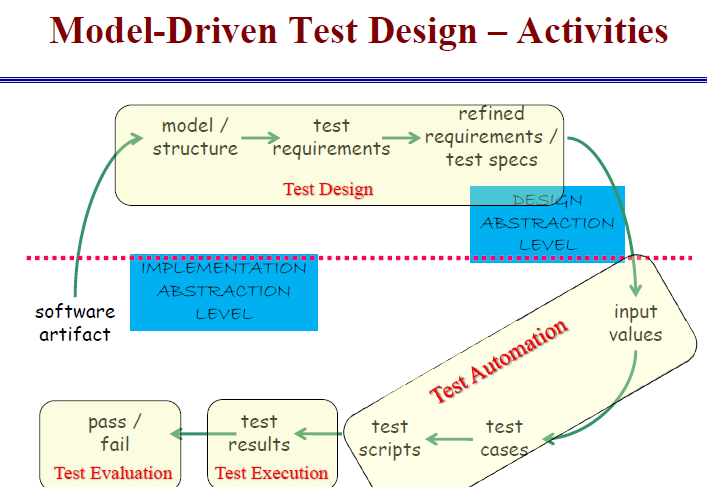 Model-Driven Test Design – Activities
model /
structure
test
requirements
refined
requirements /
test specs
Test Design
DESIGN
ABSTRACTION
LEVEL
IMPLEMENTATION
ABSTRACTION
LEVEL
software
artifact
input
values
Test Automation
pass /
fail
Test Evaluation
test
results
Test Execution
test
scripts
test
cases